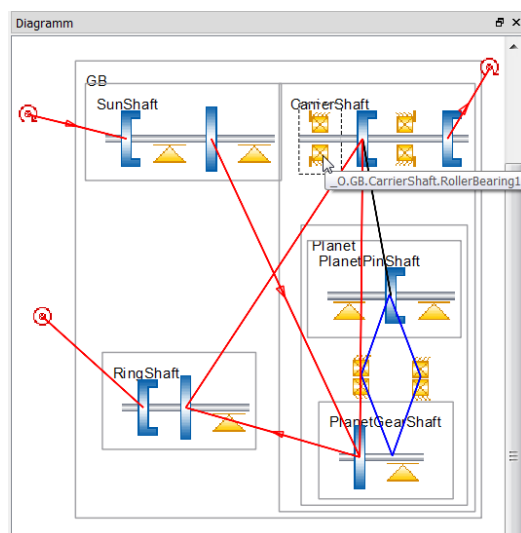 Diagramm
GB
SunShaft
CarrierShaft
_O.GB.CarrierShaft.RollerBearing1
Planet
PlanetPinShaft
RingShaft
PlanetGearShaft